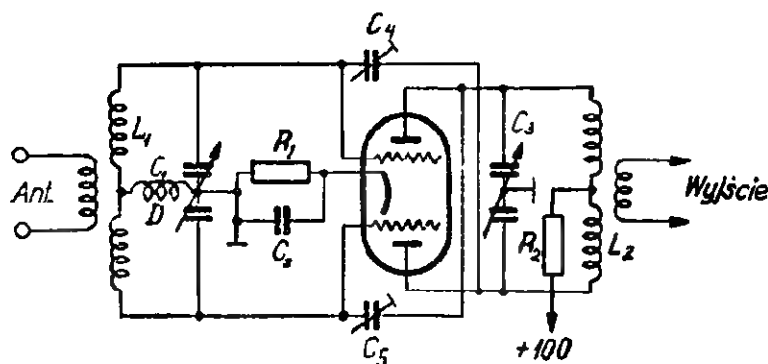 C₄
L₁
C₁
R₁
C₃
Ant.
D
Wyjście
C₂
R₂
L₂
C₅
+100